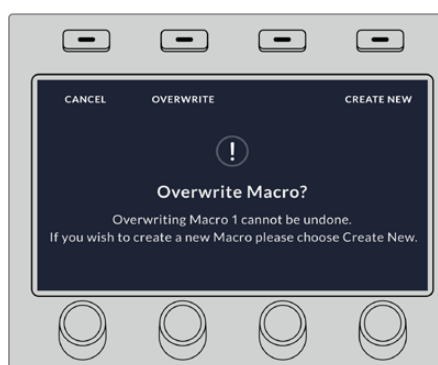 CANCEL OVERWRITE CREATE NEW
!
Overwrite Macro?
Overwriting Macro 1 cannot be undone.
If you wish to create a new Macro please choose Create New.